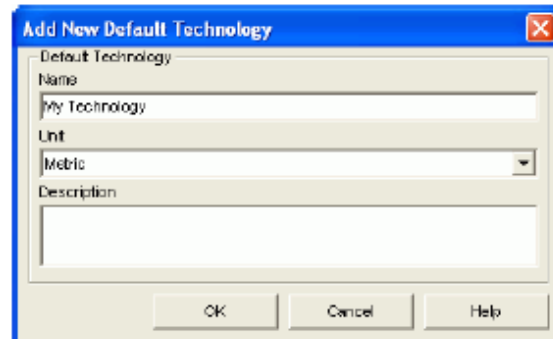 Add New Default Technology
Default Technology
Name
My Technology
Unit
Metric
Description
OK Cancel Help